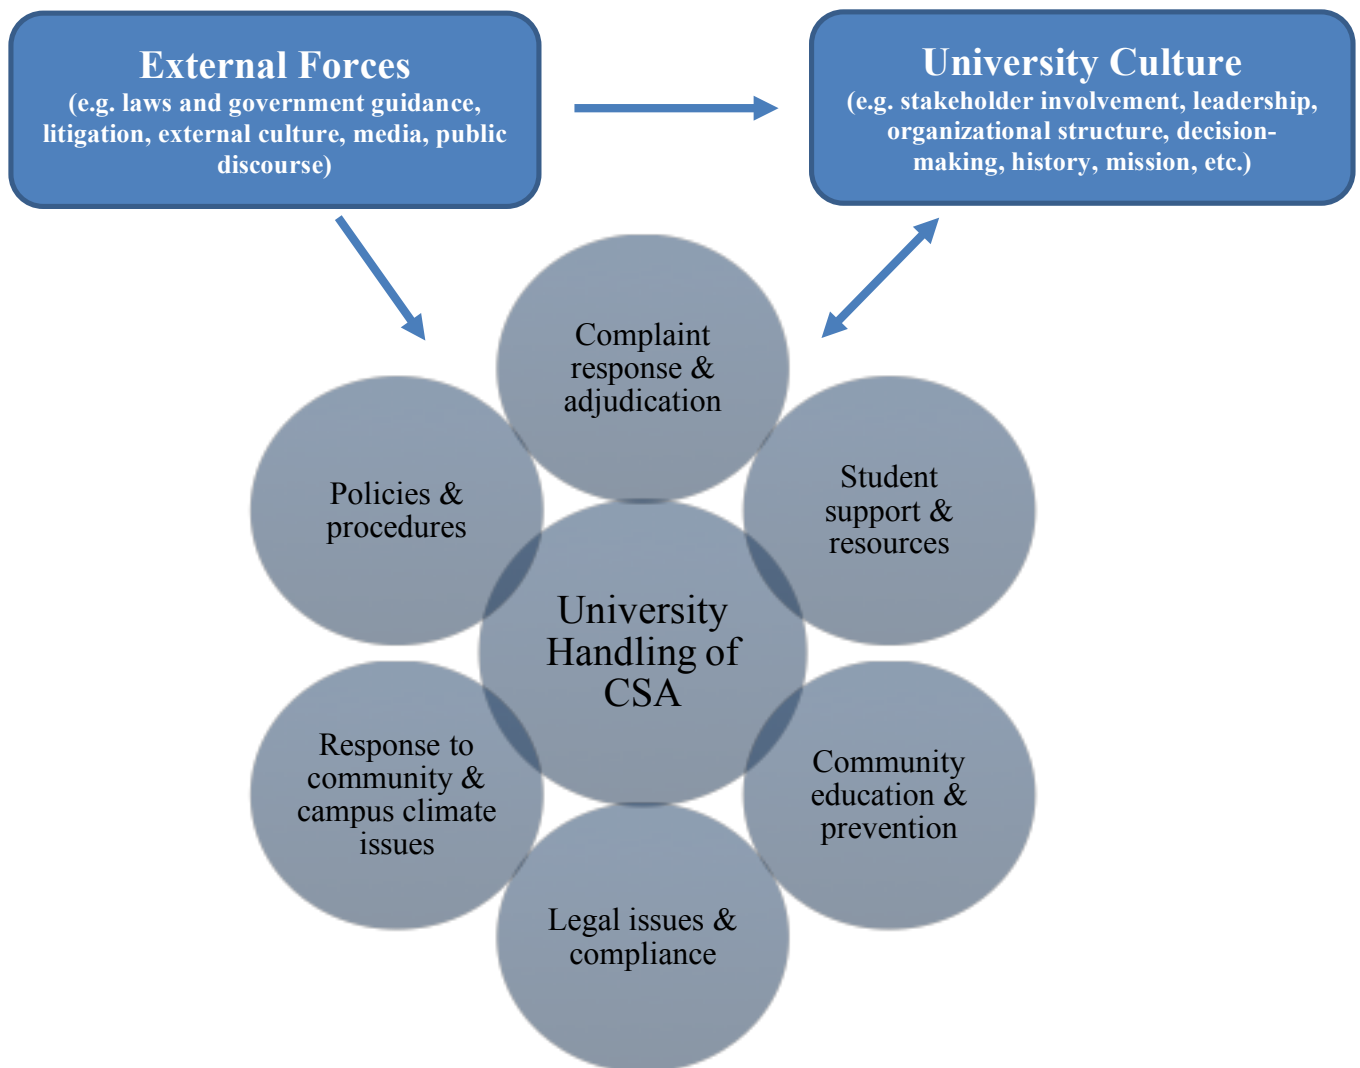 External Forces
(e.g. laws and government guidance,
litigation, external culture, media, public
discourse)
University Culture
(e.g. stakeholder involvement, leadership,
organizational structure, decision-
making, history, mission, etc.)
Complaint
response &
adjudication
Policies &
procedures
Student
support &
resources
University
Handling of
CSA
Response to
community &
campus climate
issues
Community
education &
prevention
Legal issues &
compliance